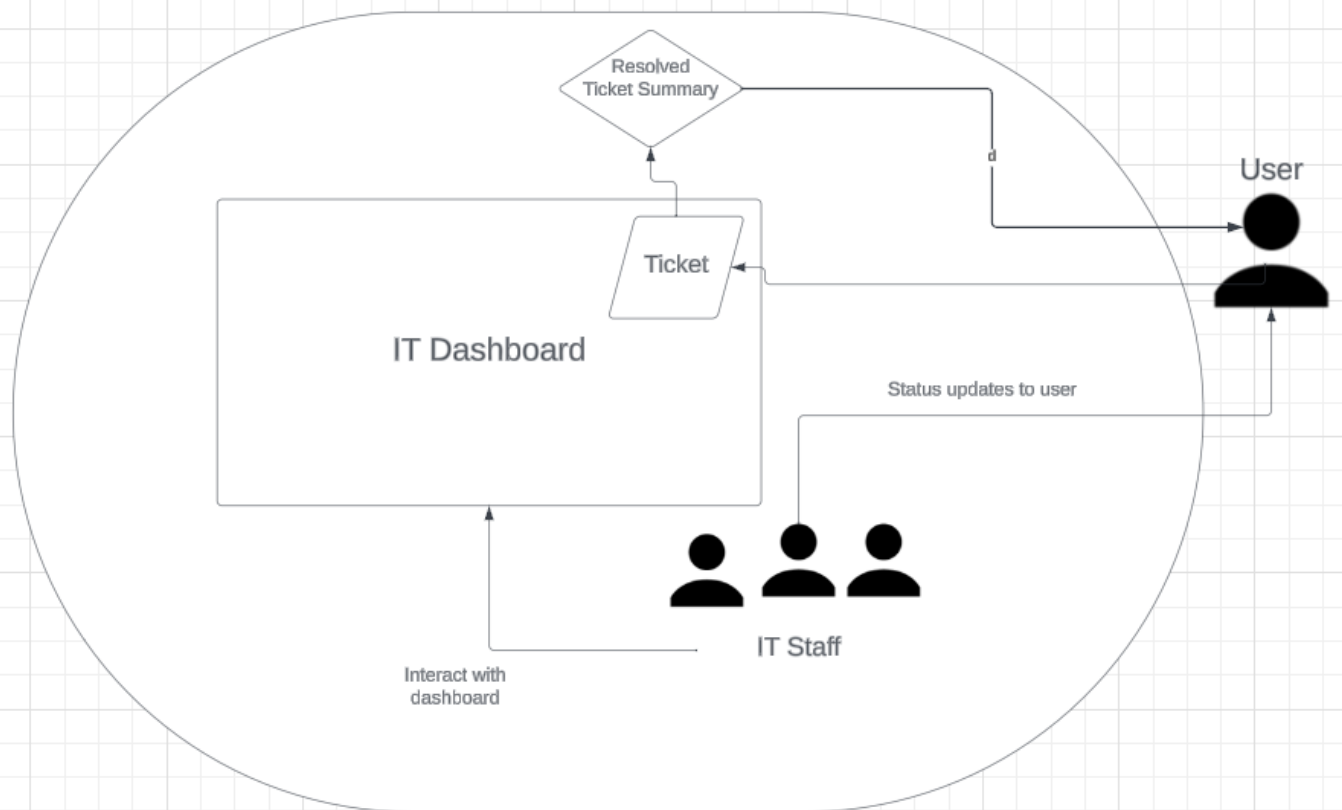 Resolved
Ticket Summary
d
User
Ticket
IT Dashboard
Status updates to user
IT Staff
Interact with
dashboard